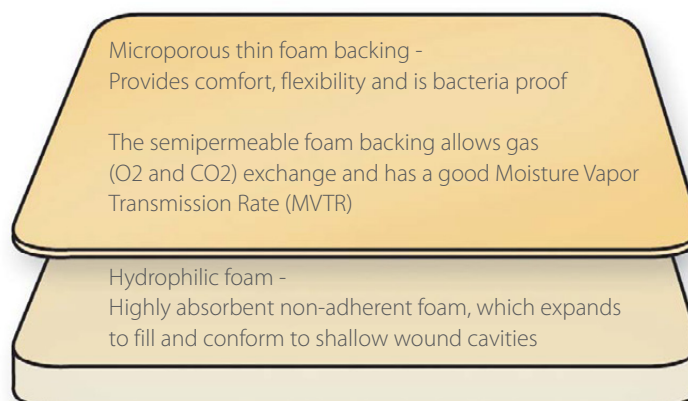 Microporous thin foam backing -
Provides comfort, flexibility and is bacteria proof
The semipermeable foam backing allows gas
(O2 and CO2) exchange and has a good Moisture Vapor
Transmission Rate (MVTR)
Hydrophilic foam -
Highly absorbent non-adherent foam, which expands
to fill and conform to shallow wound cavities